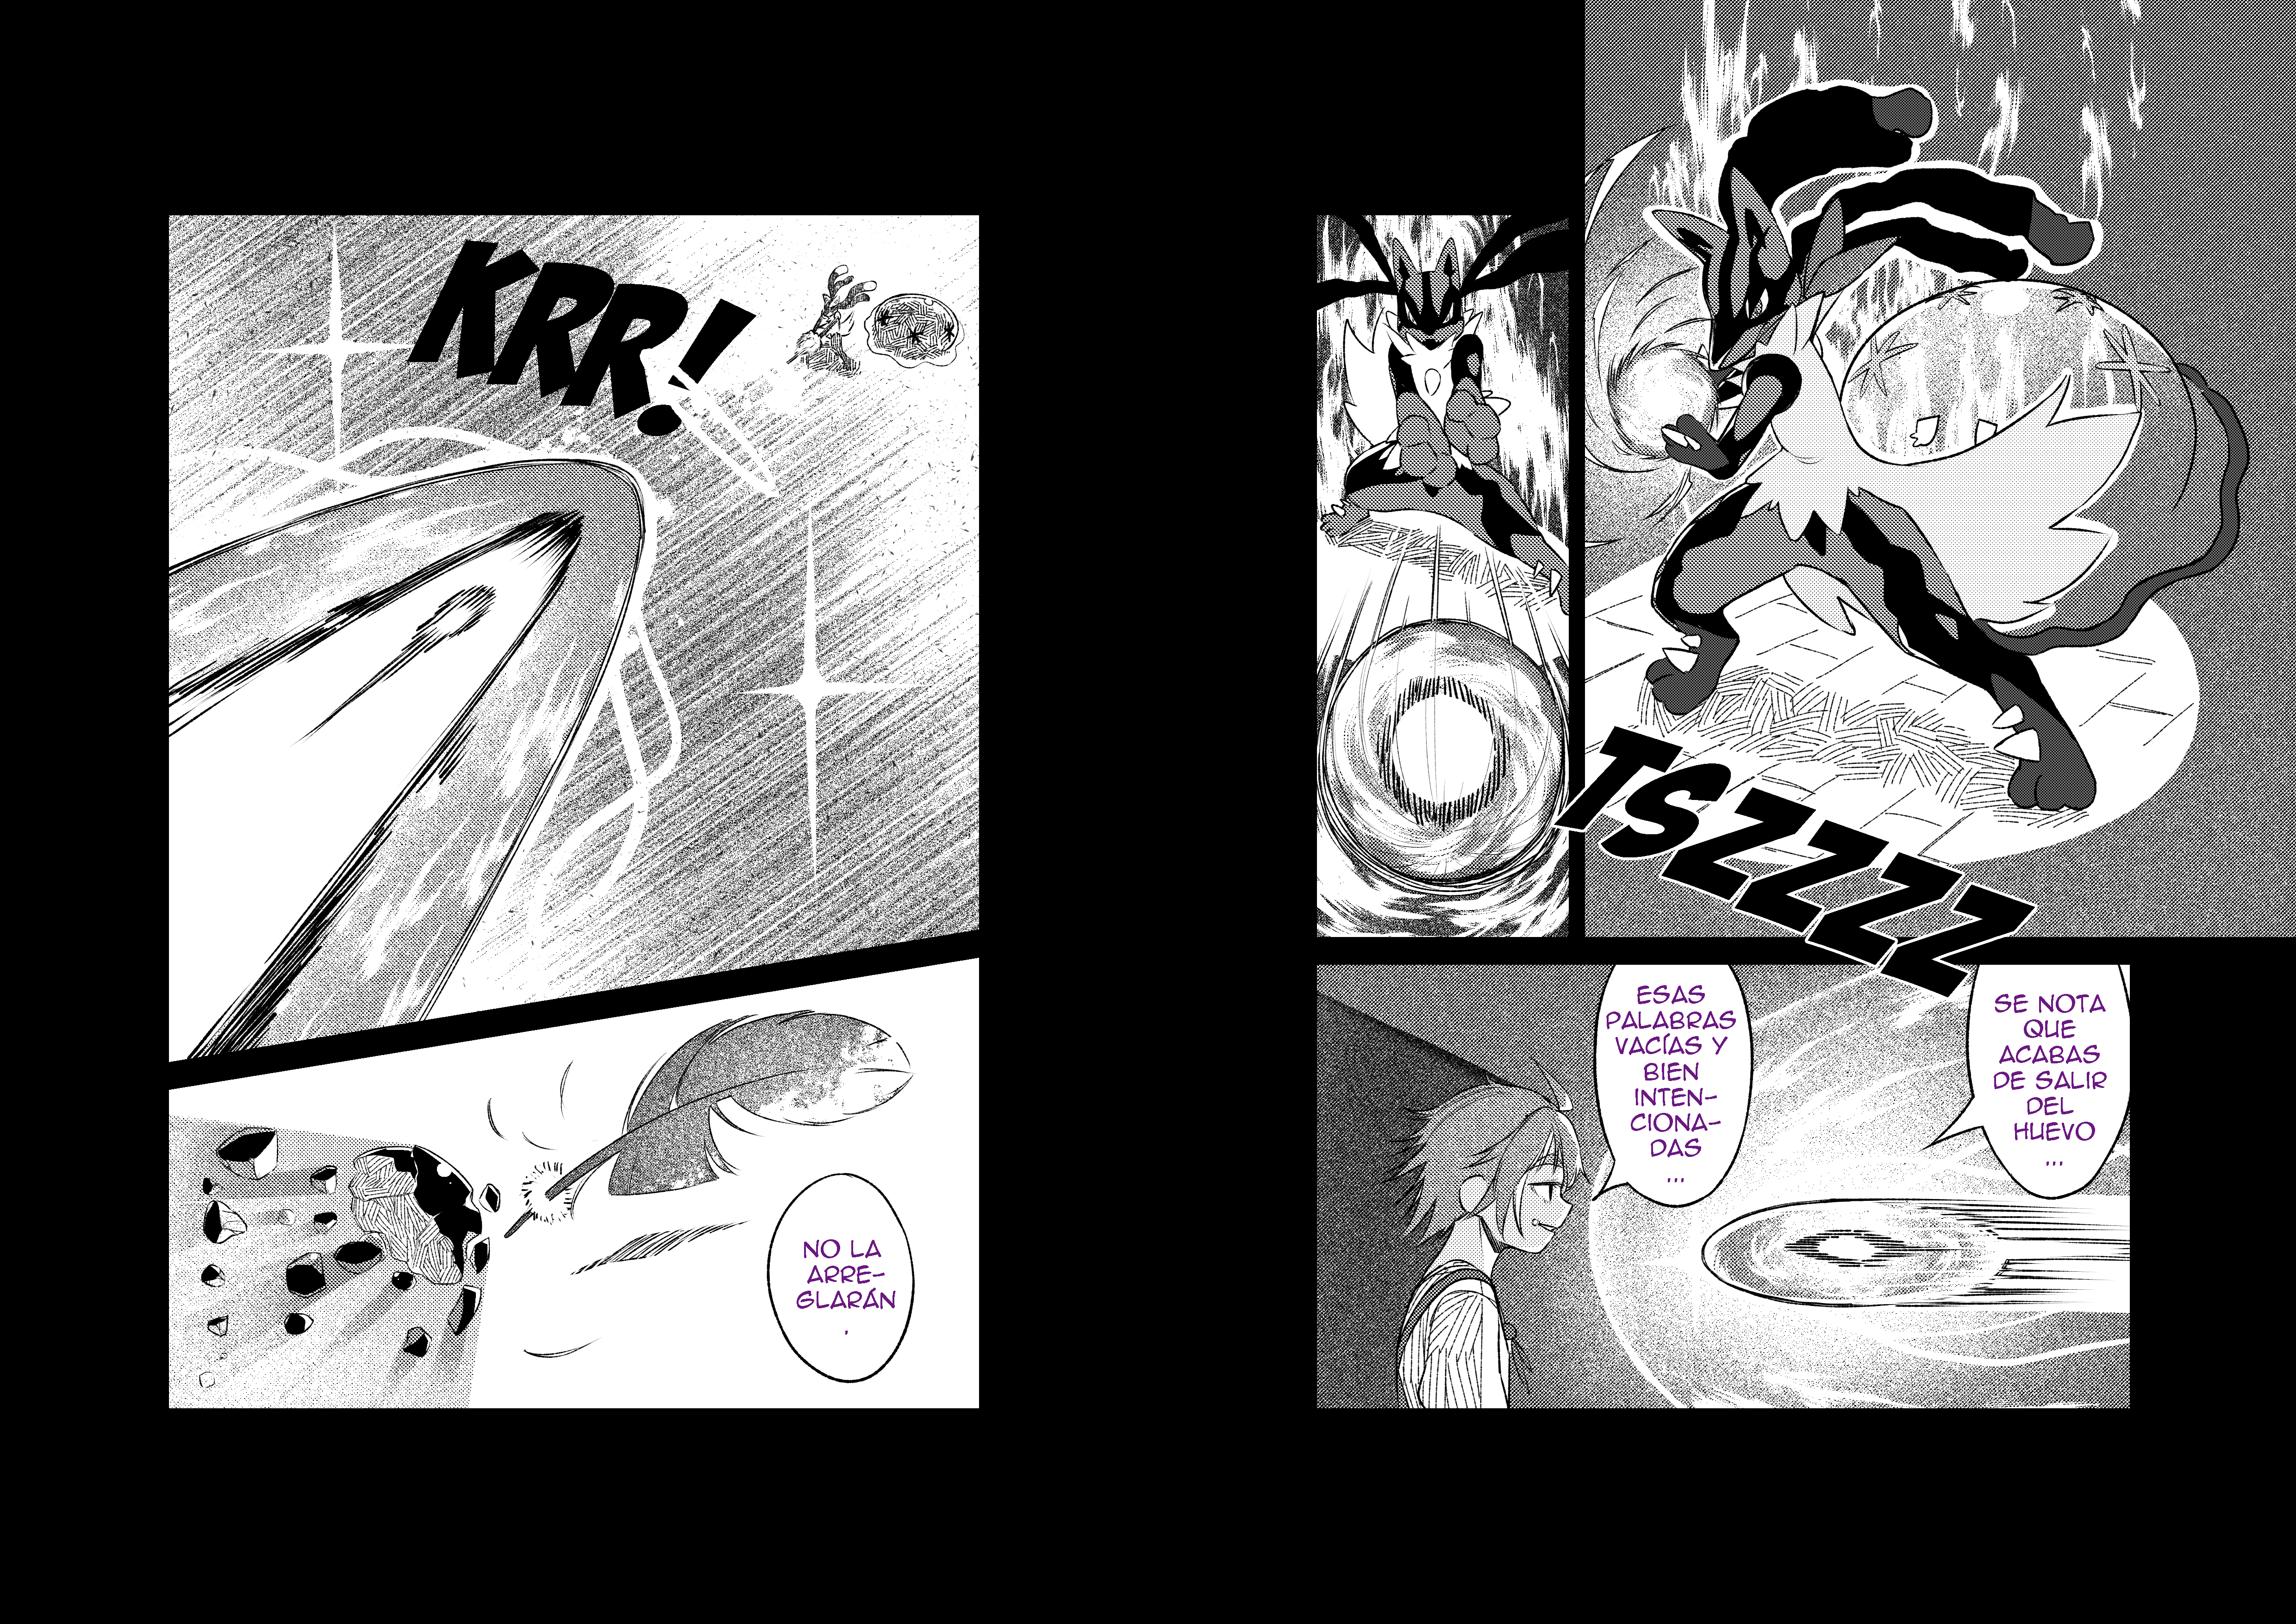 TSZZZ
SE NOTA
QUE
ACABAS
DE SALIR
DEL
HUEVO
...
ESAS
PALABRAS
VACÍAS Y
BIEN
INTEN-
CIONA-
DAS
...
KRR!
NO LA
ARRE-
GLARÁN
.